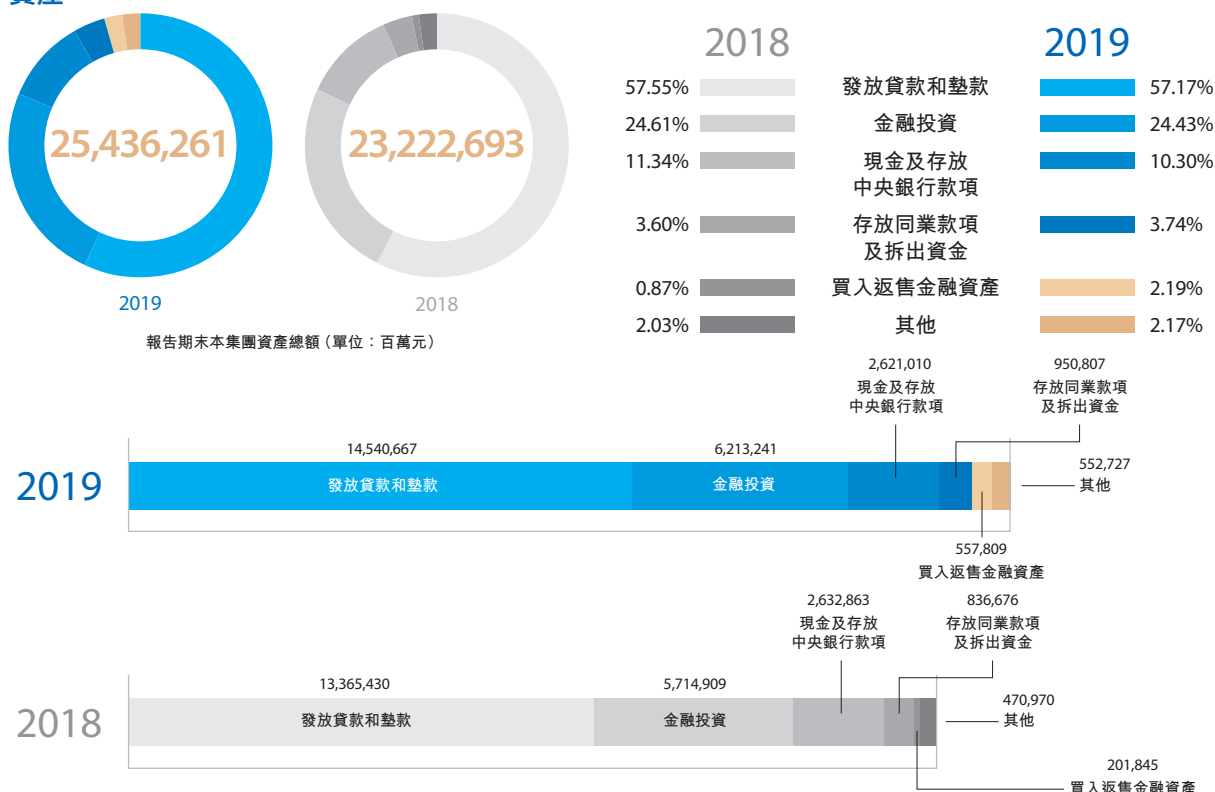 資產
25,436,261
2019
23,222,693
2018
報告期末本集團資產總額（單位：百萬元）
2018
2019
57.55%
發放貸款和墊款
57.17%
24.61%
金融投資
24.43%
11.34%
現金及存放
中央銀行款項
10.30%
3.60%
存放同業款項
及拆出資金
3.74%
0.87%
買入返售金融資產
2.19%
2.03%
其他
2.17%
2019
14,540,667
發放貸款和墊款
6,213,241
金融投資
2,621,010
現金及存放
中央銀行款項
950,807
存放同業款項
及拆出資金
552,727
其他
557,809
買入返售金融資產
2018
13,365,430
發放貸款和墊款
5,714,909
金融投資
2,632,863
現金及存放
中央銀行款項
836,676
存放同業款項
及拆出資金
470,970
其他
201,845
買入返售金融資產